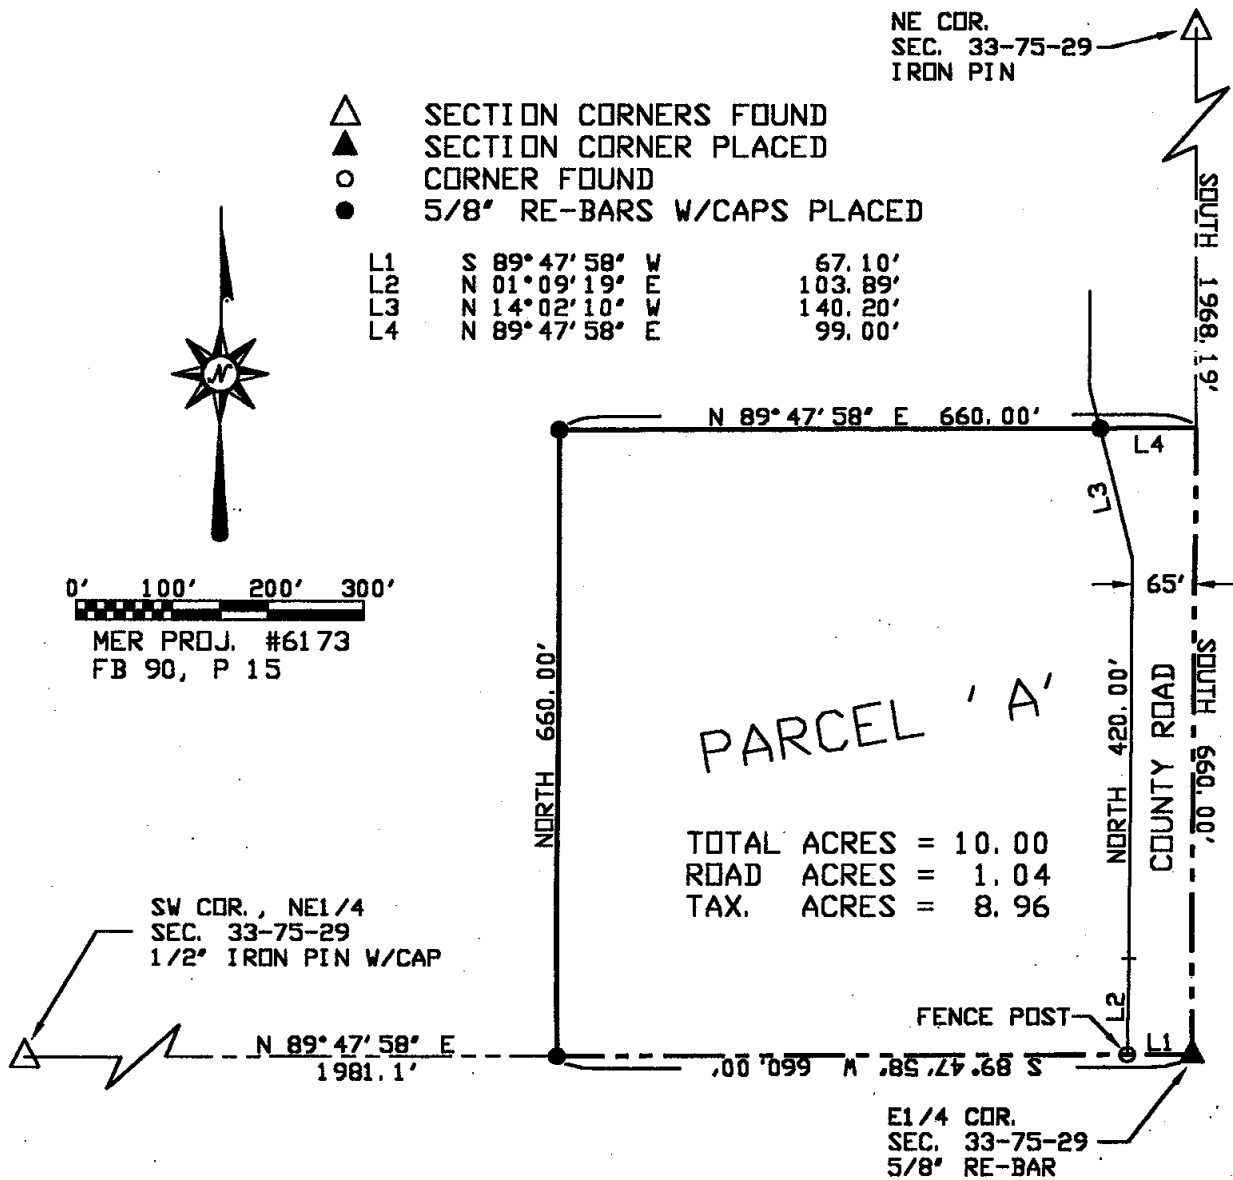 NE COR.
SEC. 33-75-29
IRON PIN
SECTION CORNERS FOUND
SECTION CORNER PLACED
CORNER FOUND
5/8" RE-BARS W/CAPS PLACED
L1 S 89°47'58" W 67.10'
L2 N 01°09'19" E 103.89'
L3 N 14°02'10" W 140.20'
L4 N 89°47'58" E 99.00'
SOUTH 1968.19'
N
N 89°47'58" E 660.00'
L4
L3
0' 100' 200' 300'
MER PROJ. #6173
FB 90, P 15
65'
NORTH 660.00'
PARCEL 'A'
NORTH 420.00'
COUNTY ROAD
SOUTH 660.00'
TOTAL ACRES = 10.00
ROAD ACRES = 1.04
TAX. ACRES = 8.96
SW COR., NE1/4
SEC. 33-75-29
1/2" IRON PIN W/CAP
L2
FENCE POST
L1
N 89°47'58" E
1981.1'
S 89°47'58" W 660.00'
E1/4 COR.
SEC. 33-75-29
5/8" RE-BAR